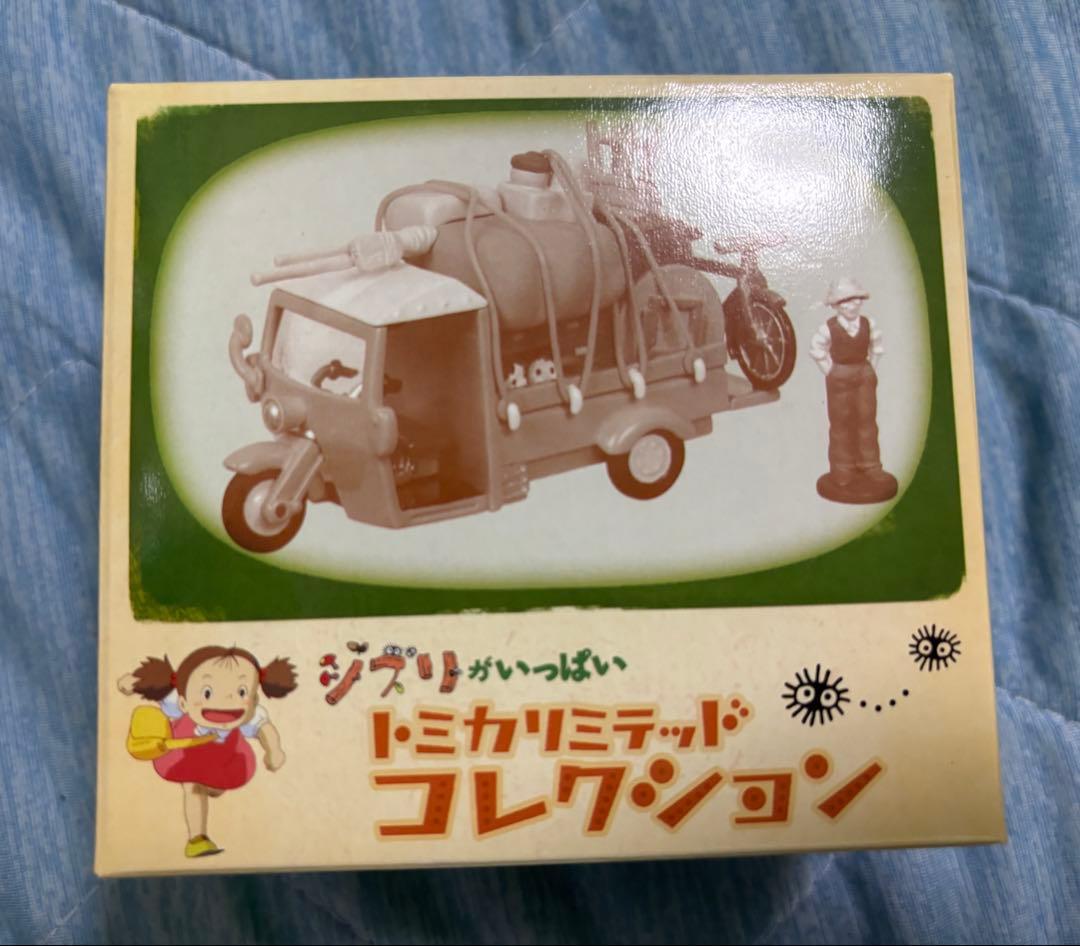 ジブリがいっぱい
トミカリミテッド
コレクション